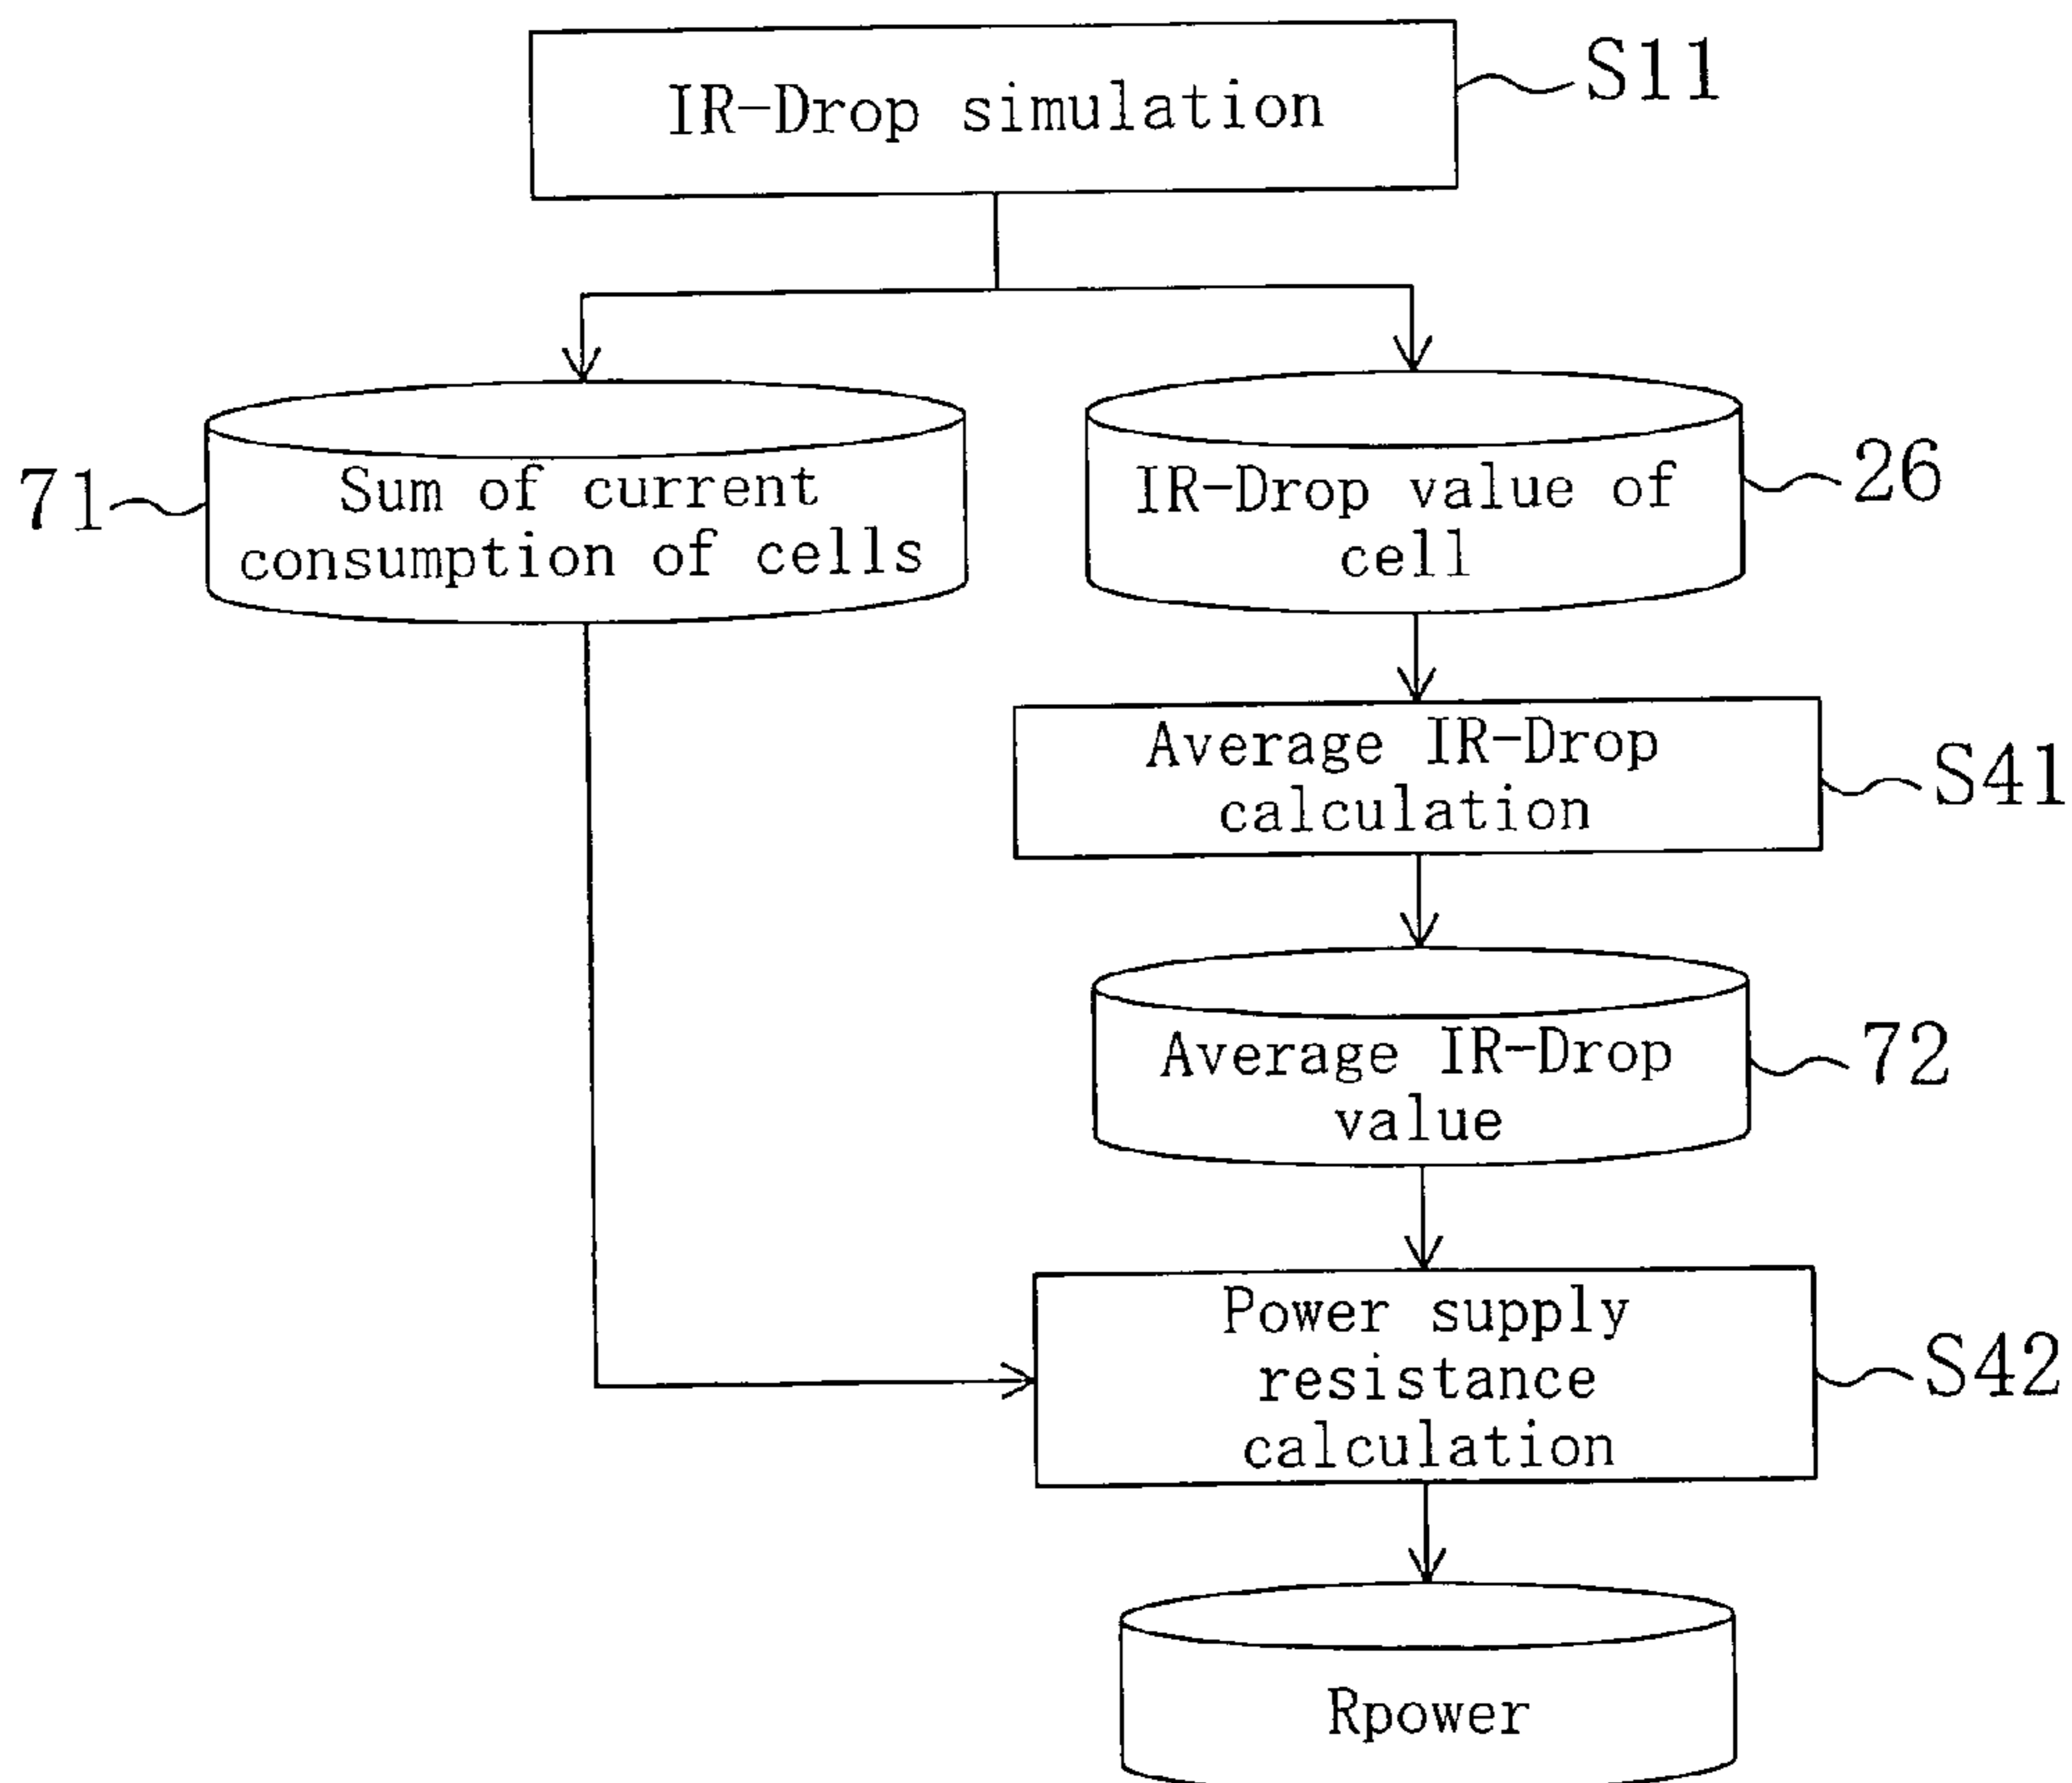 IR-Drop simulation
S11
71
Sum of current
consumption of cells
IR-Drop value of
cell
26
Average IR-Drop
calculation
S41
Average IR-Drop
value
72
Power supply
resistance
calculation
S42
Rpower